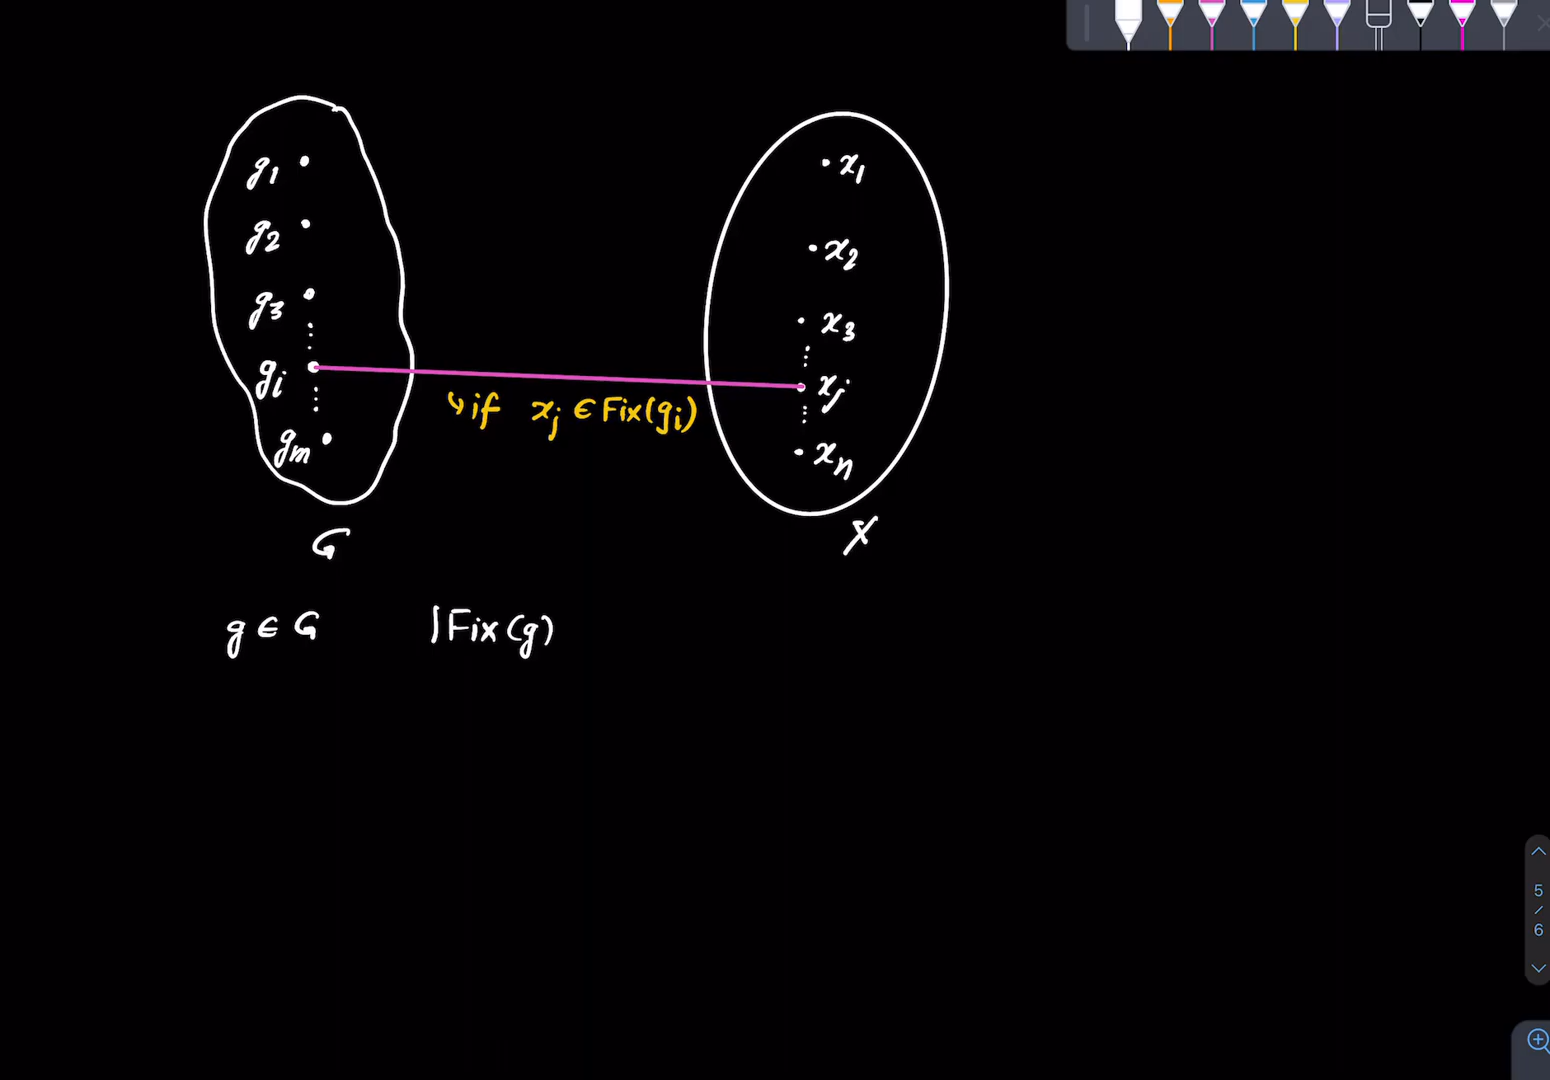 g1 • • x1
g2 • • x2
g3 • • x3
gi • • xj
↳ if xj ∈ Fix(gi)
gm • • xn
G X
g ∈ G |Fix(g)
5
/
6